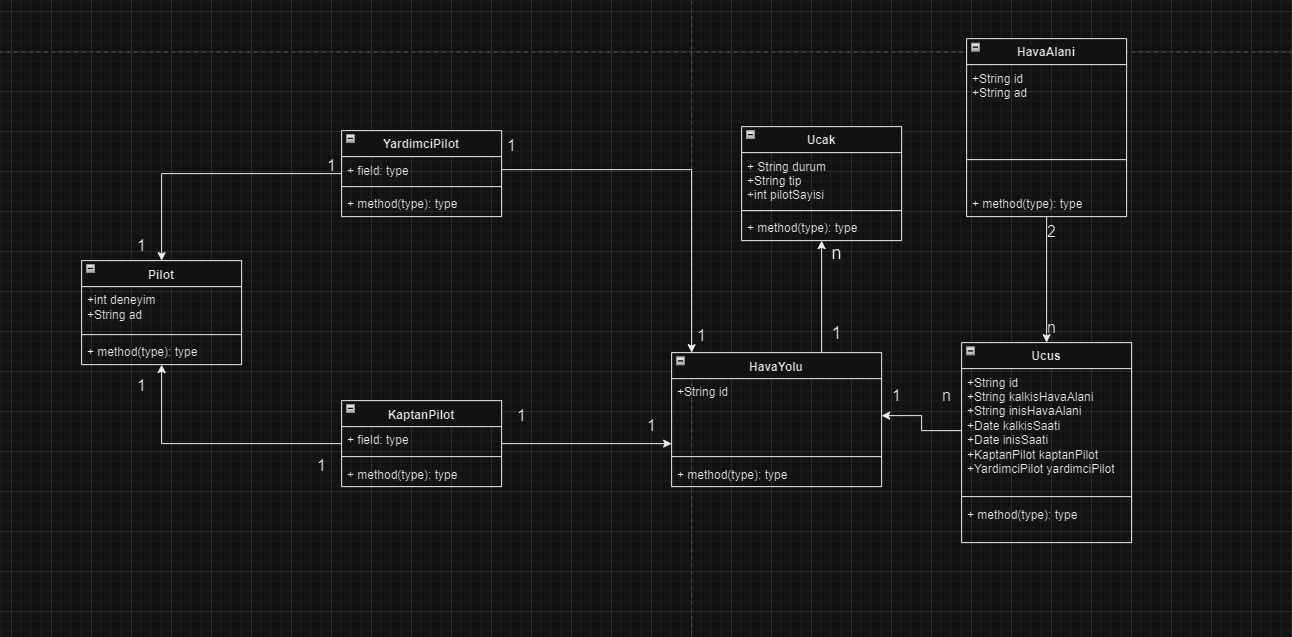 HavaAlani
+String id
+String ad
+ method(type): type
2
n
YardimciPilot
+ field: type
+ method(type): type
1
1
1
1
Ucak
+ String durum
+String tip
+int pilotSayisi
+ method(type): type
n
1
Pilot
+int deneyim
+String ad
+ method(type): type
1
1
KaptanPilot
+ field: type
+ method(type): type
1
1
HavaYolu
+String id
+ method(type): type
1
n
Ucus
+String id
+String kalkisHavaAlani
+String inisHavaAlani
+Date kalkisSaati
+Date inisSaati
+KaptanPilot kaptanPilot
+YardimciPilot yardimciPilot
+ method(type): type